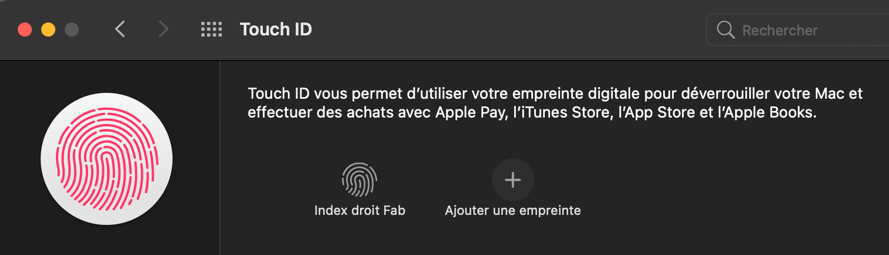 Touch ID
Rechercher
Touch ID vous permet d’utiliser votre empreinte digitale pour déverrouiller votre Mac et
effectuer des achats avec Apple Pay, l’iTunes Store, l’App Store et l’Apple Books.
Index droit Fab
Ajouter une empreinte